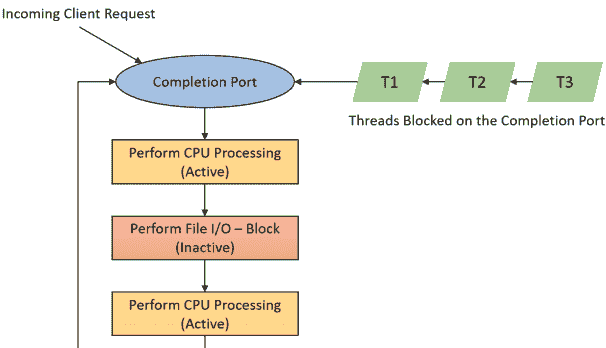 Incoming Client Request
Completion Port
T1
T2
T3
Threads Blocked on the Completion Port
Perform CPU Processing
(Active)
Perform File I/O – Block
(Inactive)
Perform CPU Processing
(Active)